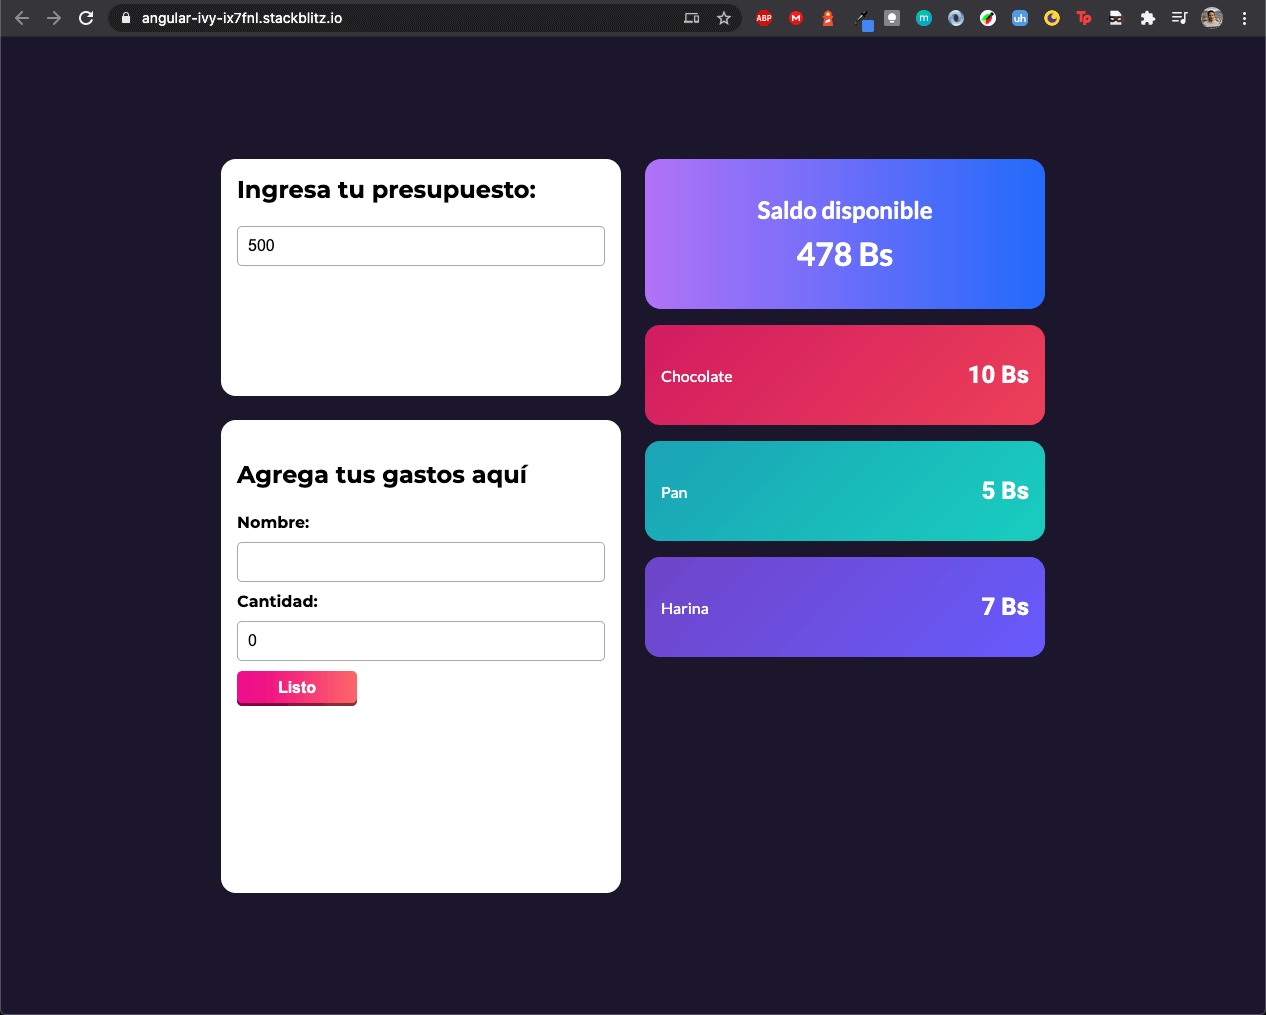 angular-ivy-ix7fnl.stackblitz.io
ABP
M
m
uh
Tp
Ingresa tu presupuesto:
500
Agrega tus gastos aquí
Nombre:
Cantidad:
0
Listo
Saldo disponible
478 Bs
Chocolate 10 Bs
Pan 5 Bs
Harina 7 Bs